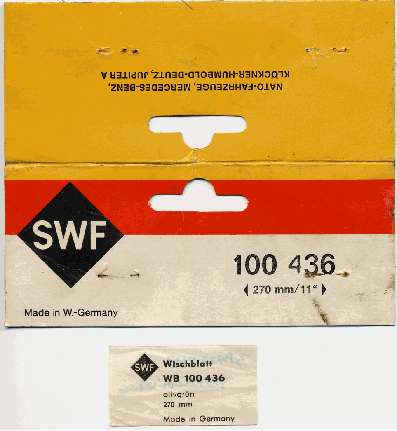 NATO-FAHRZEUGE, MERCEDES-BENZ,
KLÖCKNER-HUMBOLD-DEUTZ, JUPITER A
SWF
100 436
270 mm/11"
Made in W.-Germany
SWF Wischblatt
WB 100 436
olivgrün
270 mm
Made in Germany